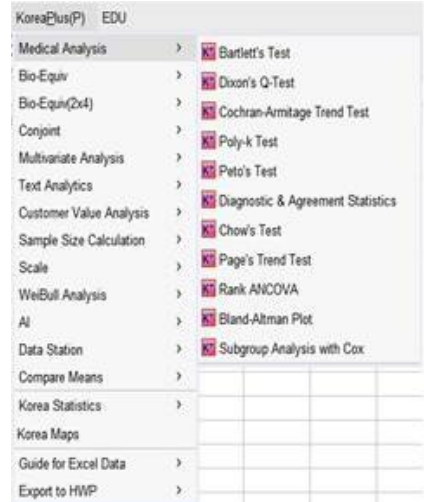 KoreaPlus(P) EDU
Medical Analysis
Bio-Equiv
Bio-Equiv(2x4)
Conjoint
Multivariate Analysis
Text Analytics
Customer Value Analysis
Sample Size Calculation
Scale
WeiBull Analysis
AI
Data Station
Compare Means
Korea Statistics
Korea Maps
Guide for Excel Data
Export to HWP
Bartlett's Test
Dixon's Q-Test
Cochran-Armitage Trend Test
Poly-k Test
Peto's Test
Diagnostic & Agreement Statistics
Chow's Test
Page's Trend Test
Rank ANCOVA
Bland-Altman Plot
Subgroup Analysis with Cox